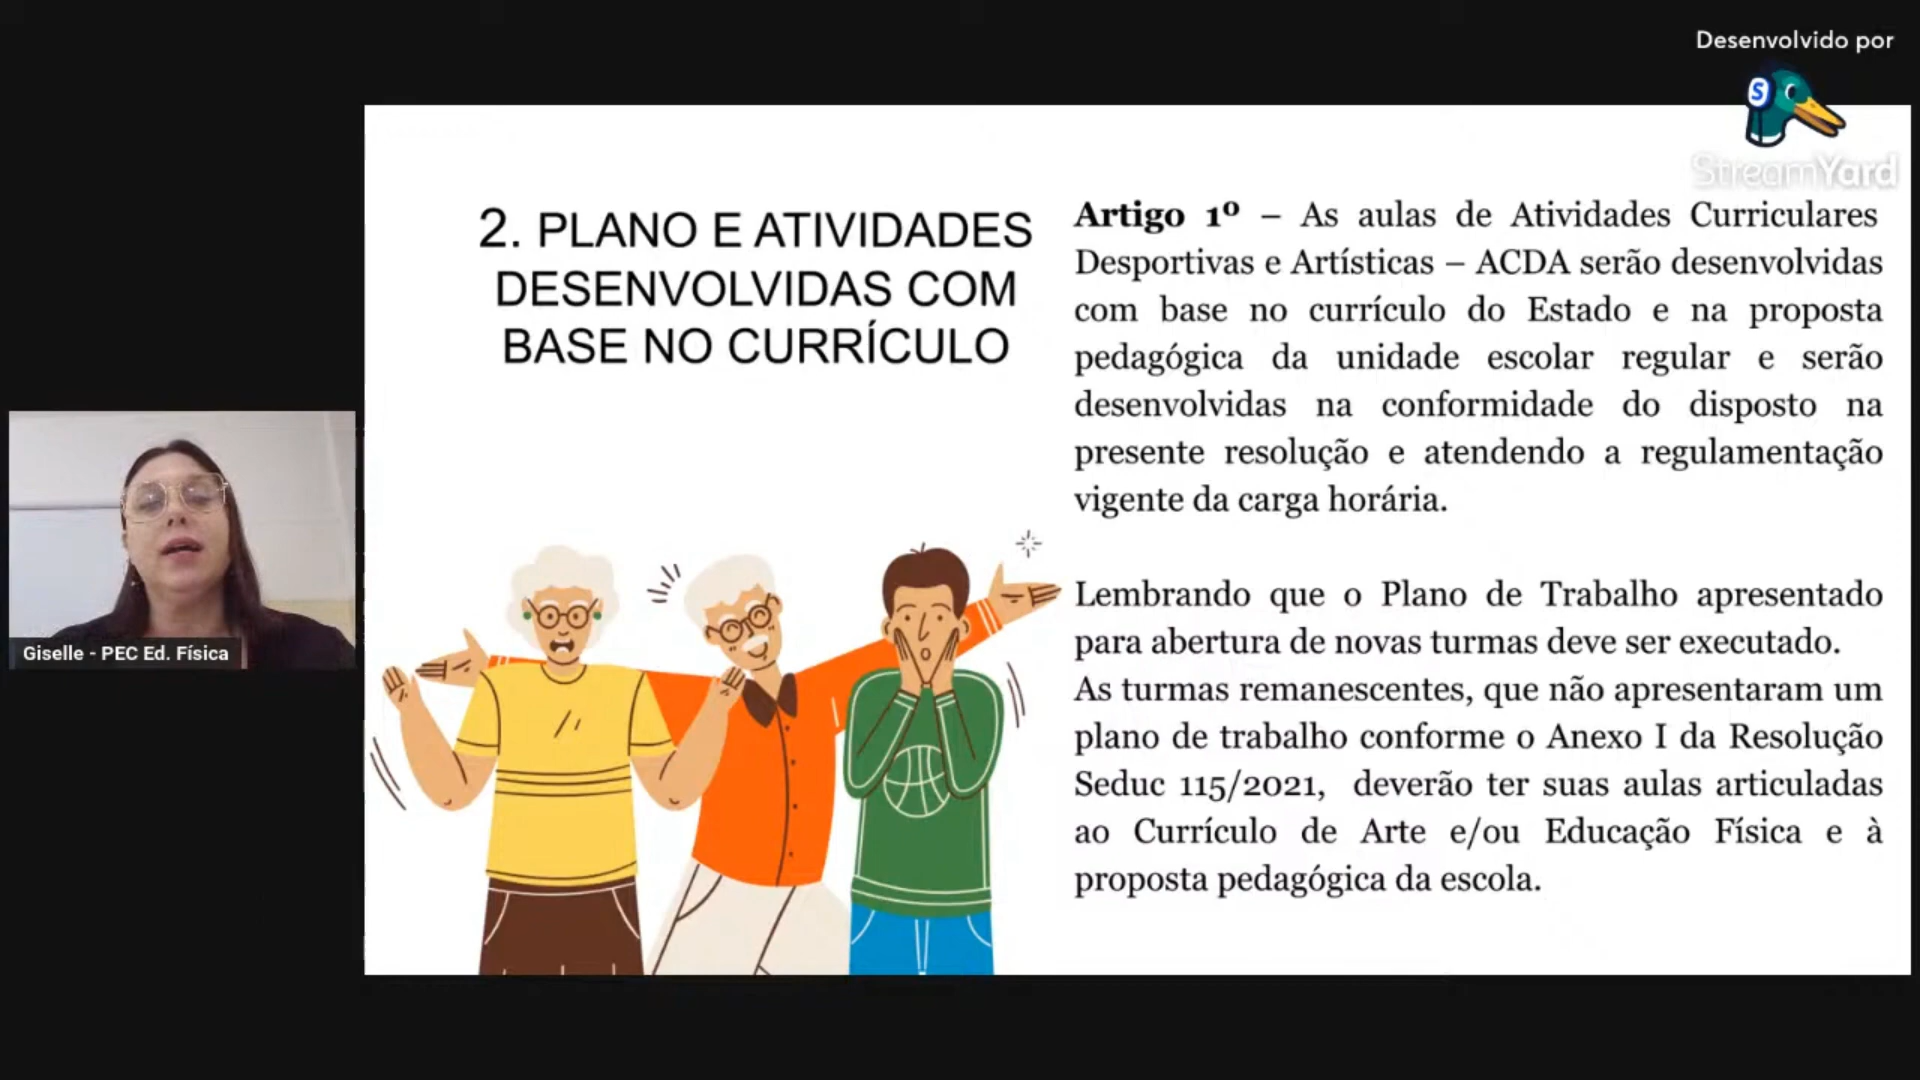 Desenvolvido por
S
StreamYard
2. PLANO E ATIVIDADES
DESENVOLVIDAS COM
BASE NO CURRÍCULO
Artigo 1º – As aulas de Atividades Curriculares
Desportivas e Artísticas – ACDA serão desenvolvidas
com base no currículo do Estado e na proposta
pedagógica da unidade escolar regular e serão
desenvolvidas na conformidade do disposto na
presente resolução e atendendo a regulamentação
vigente da carga horária.
Lembrando que o Plano de Trabalho apresentado
para abertura de novas turmas deve ser executado.
As turmas remanescentes, que não apresentaram um
plano de trabalho conforme o Anexo I da Resolução
Seduc 115/2021, deverão ter suas aulas articuladas
ao Currículo de Arte e/ou Educação Física e à
proposta pedagógica da escola.
Giselle - PEC Ed. Física